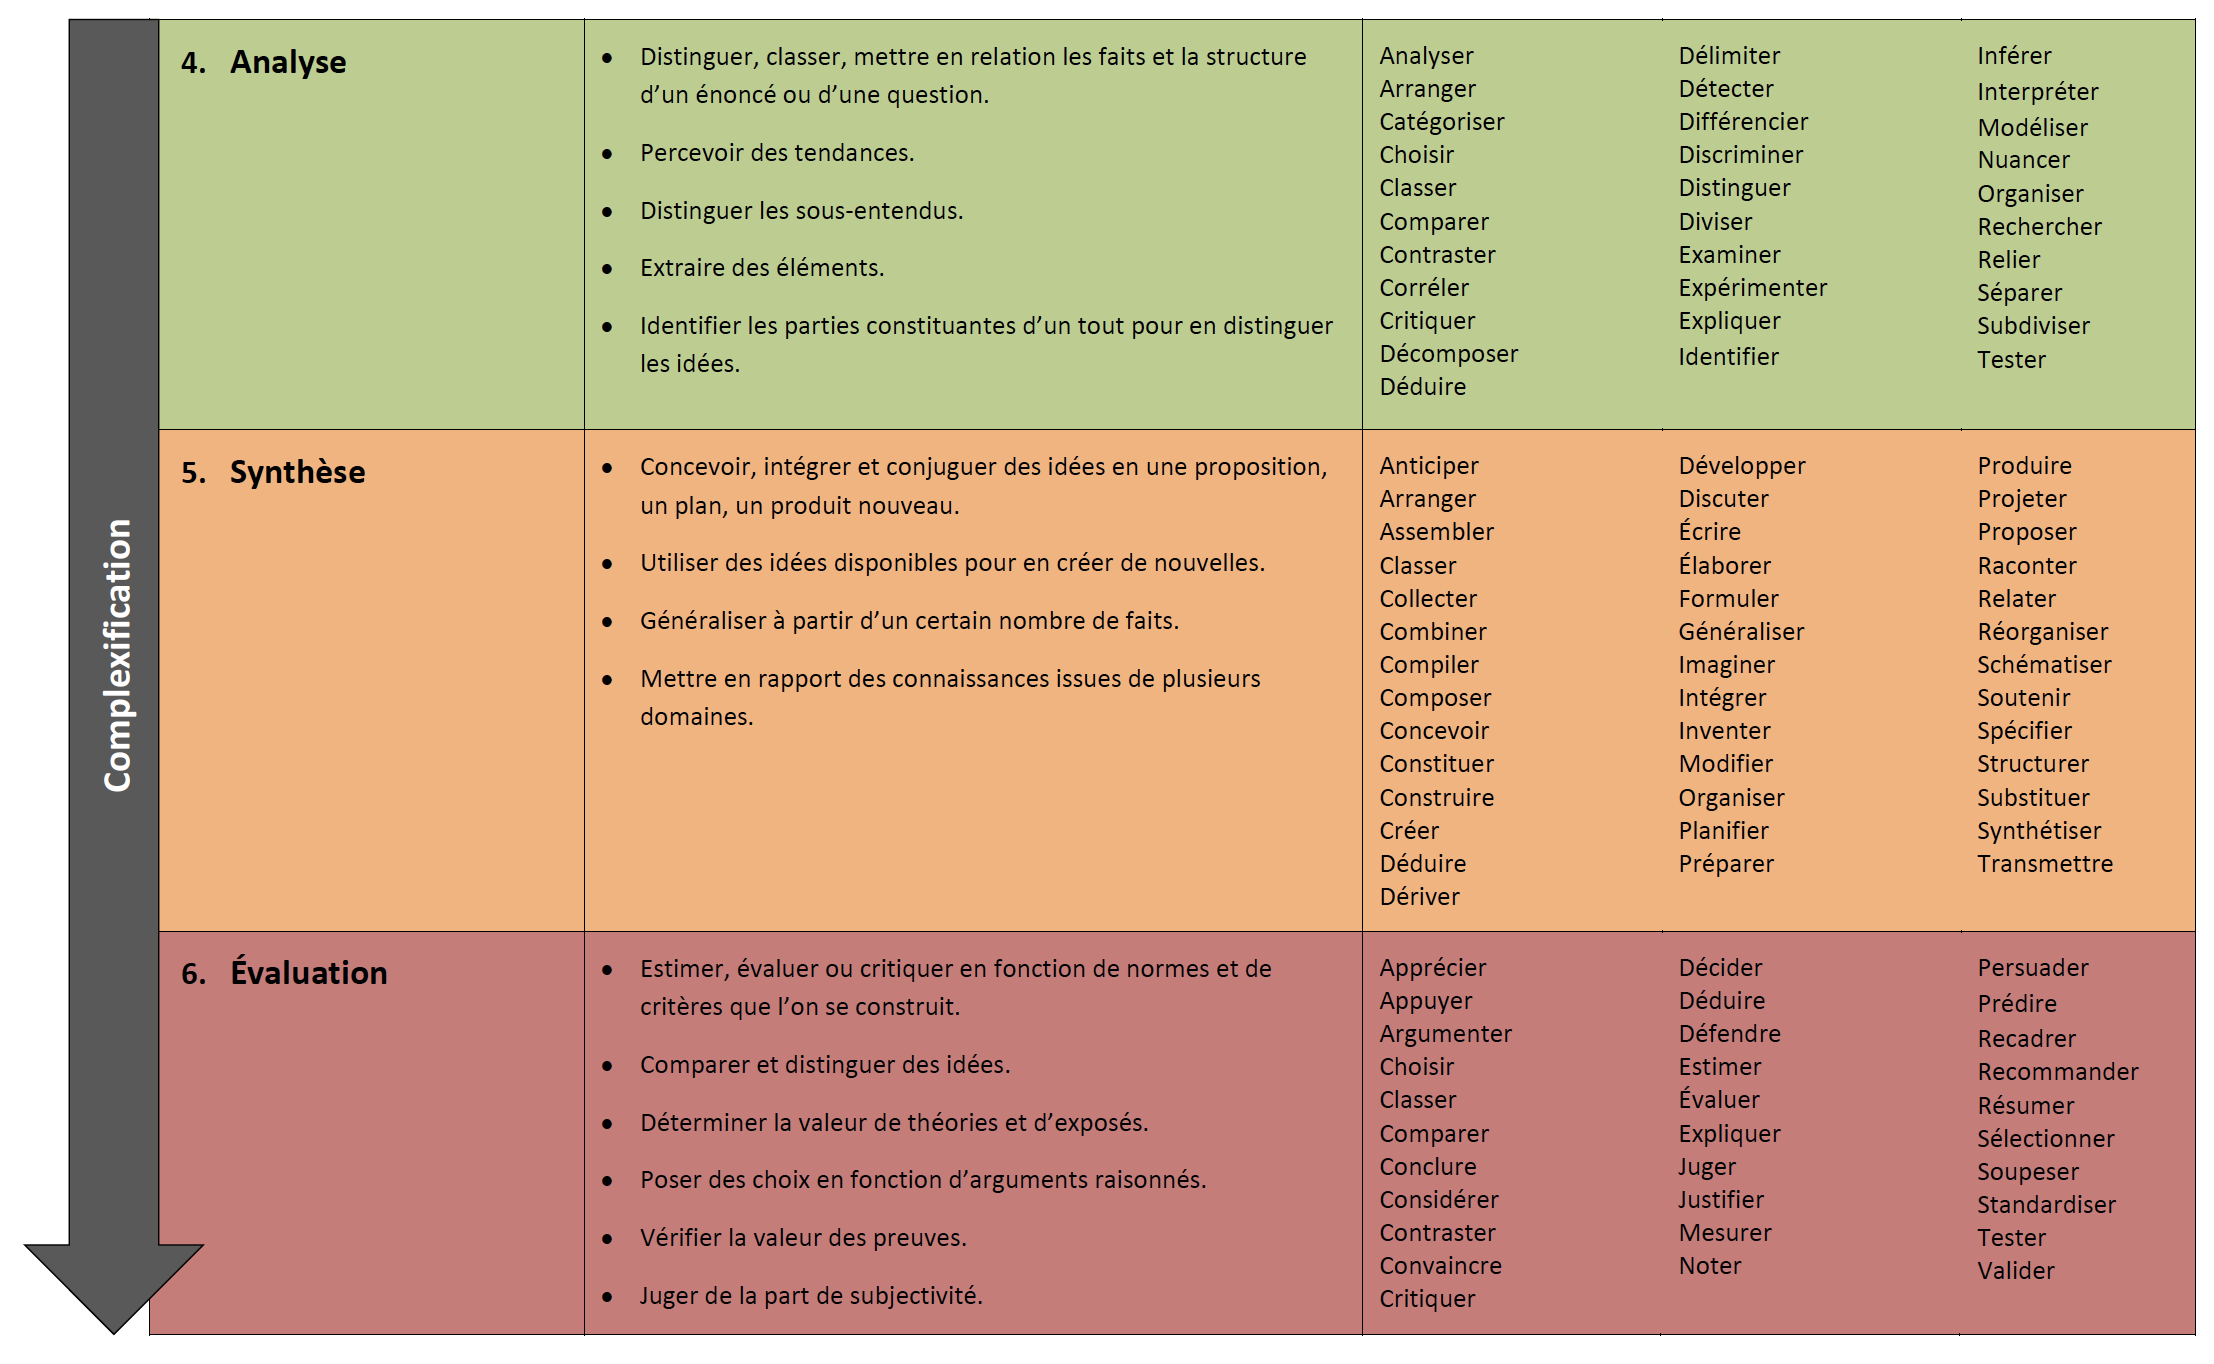 Complexification
4. Analyse
• Distinguer, classer, mettre en relation les faits et la structure
d’un énoncé ou d’une question.
• Percevoir des tendances.
• Distinguer les sous-entendus.
• Extraire des éléments.
• Identifier les parties constituantes d’un tout pour en distinguer
les idées.
Analyser
Arranger
Catégoriser
Choisir
Classer
Comparer
Contraster
Corréler
Critiquer
Décomposer
Déduire
Délimiter
Détecter
Différencier
Discriminer
Distinguer
Diviser
Examiner
Expérimenter
Expliquer
Identifier
Inférer
Interpréter
Modéliser
Nuancer
Organiser
Rechercher
Relier
Séparer
Subdiviser
Tester
5. Synthèse
• Concevoir, intégrer et conjuguer des idées en une proposition,
un plan, un produit nouveau.
• Utiliser des idées disponibles pour en créer de nouvelles.
• Généraliser à partir d’un certain nombre de faits.
• Mettre en rapport des connaissances issues de plusieurs
domaines.
Anticiper
Arranger
Assembler
Classer
Collecter
Combiner
Compiler
Composer
Concevoir
Constituer
Construire
Créer
Déduire
Dériver
Développer
Discuter
Écrire
Élaborer
Formuler
Généraliser
Imaginer
Intégrer
Inventer
Modifier
Organiser
Planifier
Préparer
Produire
Projeter
Proposer
Raconter
Relater
Réorganiser
Schématiser
Soutenir
Spécifier
Structurer
Substituer
Synthétiser
Transmettre
6. Évaluation
• Estimer, évaluer ou critiquer en fonction de normes et de
critères que l’on se construit.
• Comparer et distinguer des idées.
• Déterminer la valeur de théories et d’exposés.
• Poser des choix en fonction d’arguments raisonnés.
• Vérifier la valeur des preuves.
• Juger de la part de subjectivité.
Apprécier
Appuyer
Argumenter
Choisir
Classer
Comparer
Conclure
Considérer
Contraster
Convaincre
Critiquer
Décider
Déduire
Défendre
Estimer
Évaluer
Expliquer
Juger
Justifier
Mesurer
Noter
Persuader
Prédire
Recadrer
Recommander
Résumer
Sélectionner
Soupeser
Standardiser
Tester
Valider